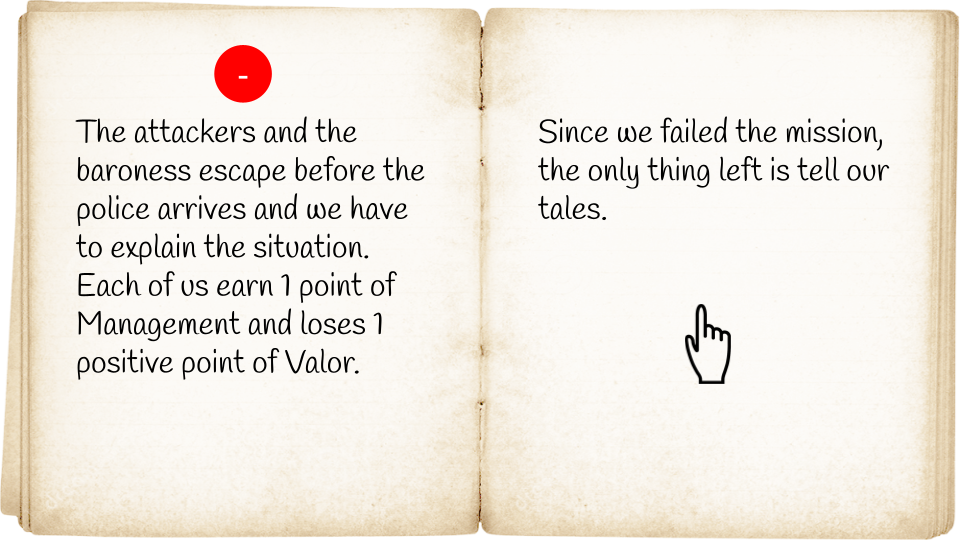 -
The attackers and the
baroness escape before the
police arrives and we have
to explain the situation.
Each of us earn 1 point of
Management and loses 1
positive point of Valor.
Since we failed the mission,
the only thing left is tell our
tales.